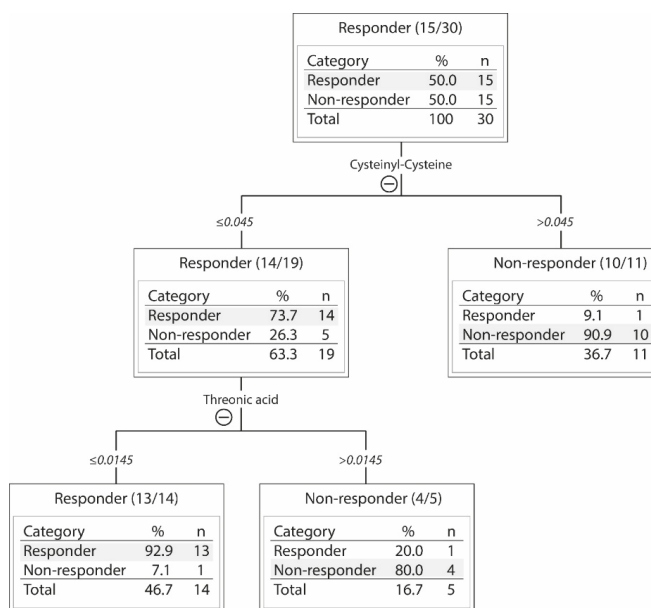 Responder (15/30)
Category % n
Responder 50.0 15
Non-responder 50.0 15
Total 100 30
Cysteinyl-Cysteine
≤0.045
>0.045
Responder (14/19)
Category % n
Responder 73.7 14
Non-responder 26.3 5
Total 63.3 19
Non-responder (10/11)
Category % n
Responder 9.1 1
Non-responder 90.9 10
Total 36.7 11
Threonic acid
≤0.0145
>0.0145
Responder (13/14)
Category % n
Responder 92.9 13
Non-responder 7.1 1
Total 46.7 14
Non-responder (4/5)
Category % n
Responder 20.0 1
Non-responder 80.0 4
Total 16.7 5